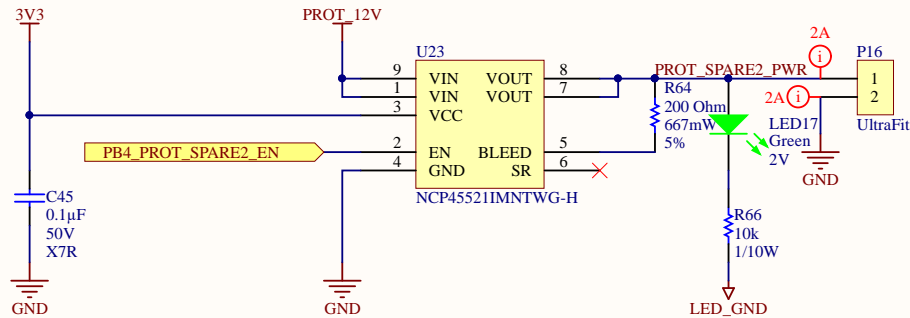 3V3
PROT_12V
2A
U23
P16
9 VIN VOUT 8
PROT_SPARE2_PWR
1 VIN VOUT 7
1
R64
2A
2
3 VCC
200 Ohm
667mW
5%
LED17
Green
2V
UltraFit
PB4_PROT_SPARE2_EN
2 EN BLEED 5
4 GND SR 6
GND
NCP45521IMNTWG-H
C45
0.1µF
50V
X7R
R66
10k
1/10W
GND
GND
LED_GND